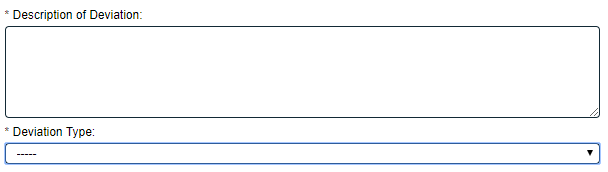 * Description of Deviation:
* Deviation Type:
-----